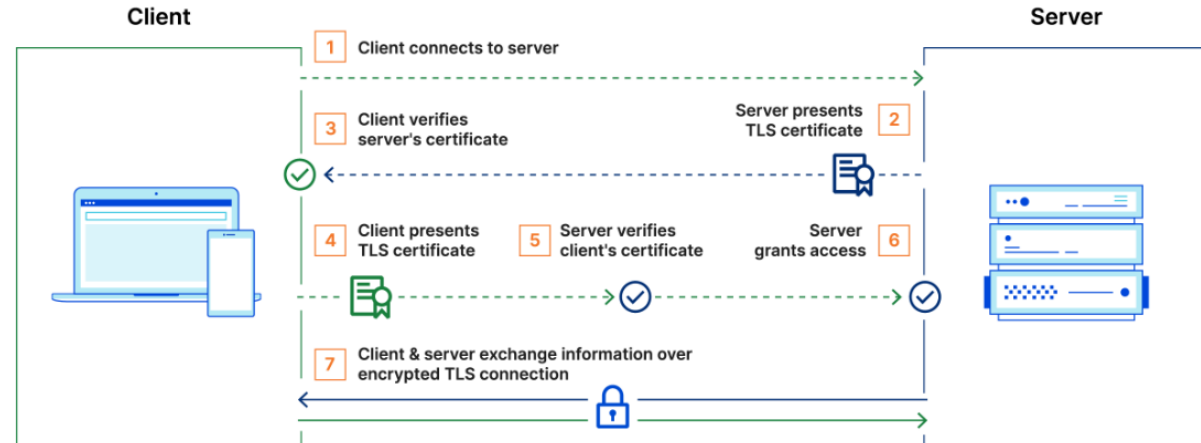 Client
Server
1
Client connects to server
3
Client verifies
server's certificate
Server presents
TLS certificate
2
4
Client presents
TLS certificate
5
Server verifies
client's certificate
Server
grants access
6
7
Client & server exchange information over
encrypted TLS connection